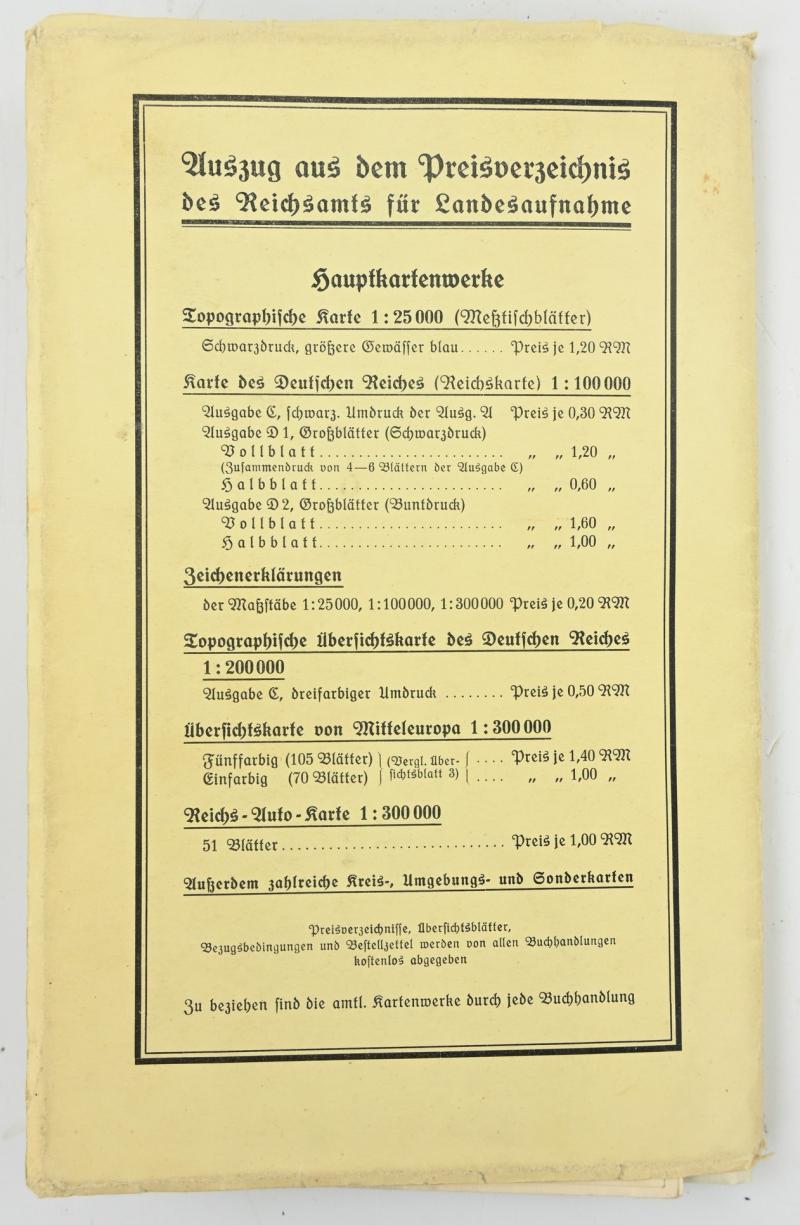 Auszug aus dem Preisverzeichnis
des Reichsamts für Landesaufnahme
Hauptkartenwerke
Topographische Karte 1:25000 (Meßtischblätter)
Schwarzdruck, größere Gewässer blau...... Preis je 1,20 RM
Karte des Deutschen Reiches (Reichskarte) 1:100000
Ausgabe C, schwarz. Umdruck der Ausg. A Preis je 0,30 RM
Ausgabe D 1, Großblätter (Schwarzdruck)
Vollblatt........................ „ „ 1,20 „
(Zusammendruck von 4—6 Blättern der Ausgabe C)
Halbblatt........................ „ „ 0,60 „
Ausgabe D 2, Großblätter (Buntdruck)
Vollblatt........................ „ „ 1,60 „
Halbblatt........................ „ „ 1,00 „
Zeichenerklärungen
der Maßstäbe 1:25000, 1:100000, 1:300000 Preis je 0,20 RM
Topographische Übersichtskarte des Deutschen Reiches
1:200000
Ausgabe C, dreifarbiger Umdruck ........ Preis je 0,50 RM
Übersichtskarte von Mitteleuropa 1:300000
Fünffarbig (105 Blätter) } (Vergl. Über- { .... Preis je 1,40 RM
Einfarbig (70 Blätter) } sichtsblatt 3) { .... „ „ 1,00 „
Reichs-Auto-Karte 1:300000
51 Blätter............................. Preis je 1,00 RM
Außerdem zahlreiche Kreis-, Umgebungs- und Sonderkarten
Preisverzeichnisse, Übersichtsblätter,
Bezugsbedingungen und Bestellzettel werden von allen Buchhandlungen
kostenlos abgegeben
Zu beziehen sind die amtl. Kartenwerke durch jede Buchhandlung